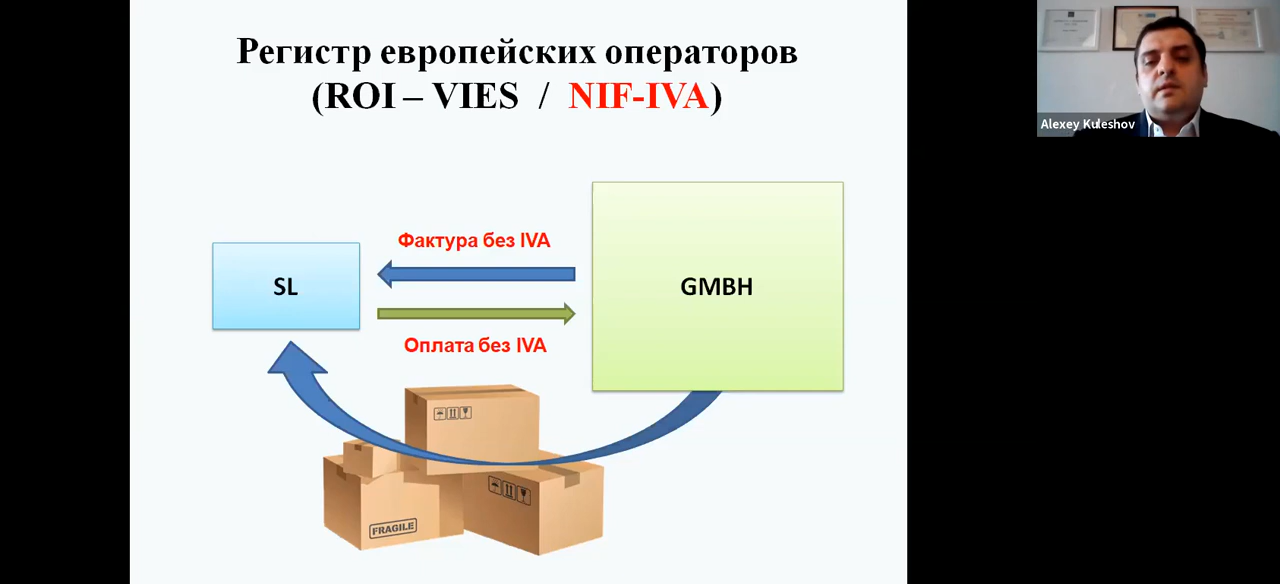 Регистр европейских операторов
(ROI – VIES / NIF-IVA)
Alexey Kuleshov
Фактура без IVA
SL
GMBH
Оплата без IVA
FRAGILE